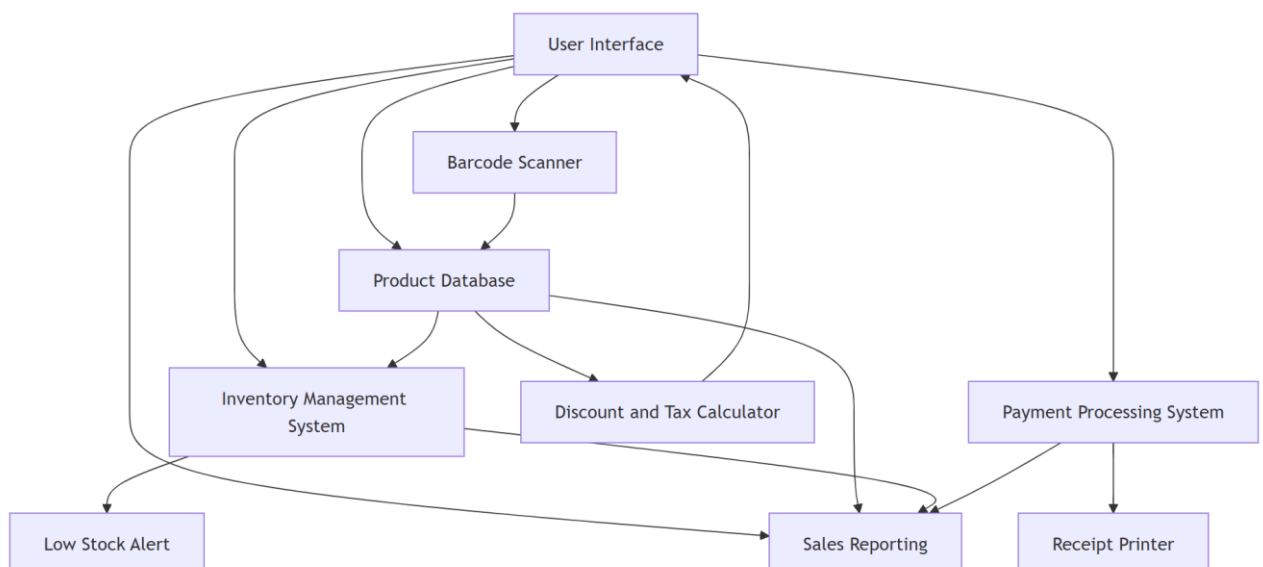 User Interface
Barcode Scanner
Product Database
Inventory Management
System
Discount and Tax Calculator
Payment Processing System
Low Stock Alert
Sales Reporting
Receipt Printer